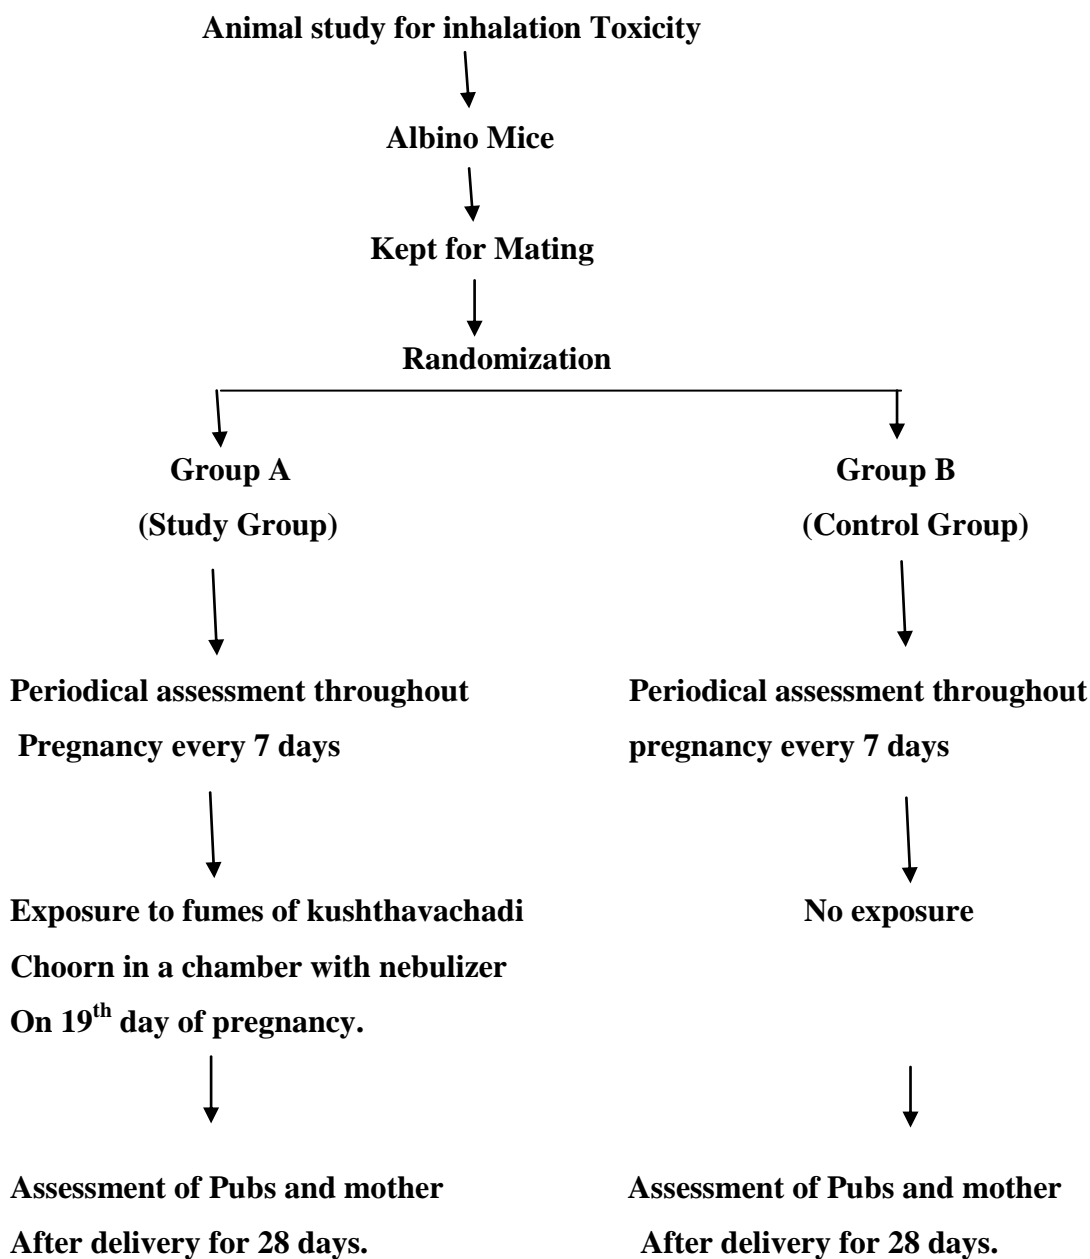 Animal study for inhalation Toxicity
Albino Mice
Kept for Mating
Randomization
Group A
(Study Group)
Group B
(Control Group)
Periodical assessment throughout
Pregnancy every 7 days
Periodical assessment throughout
pregnancy every 7 days
Exposure to fumes of kushthavachadi
Choorn in a chamber with nebulizer
On 19th day of pregnancy.
No exposure
Assessment of Pubs and mother
After delivery for 28 days.
Assessment of Pubs and mother
After delivery for 28 days.